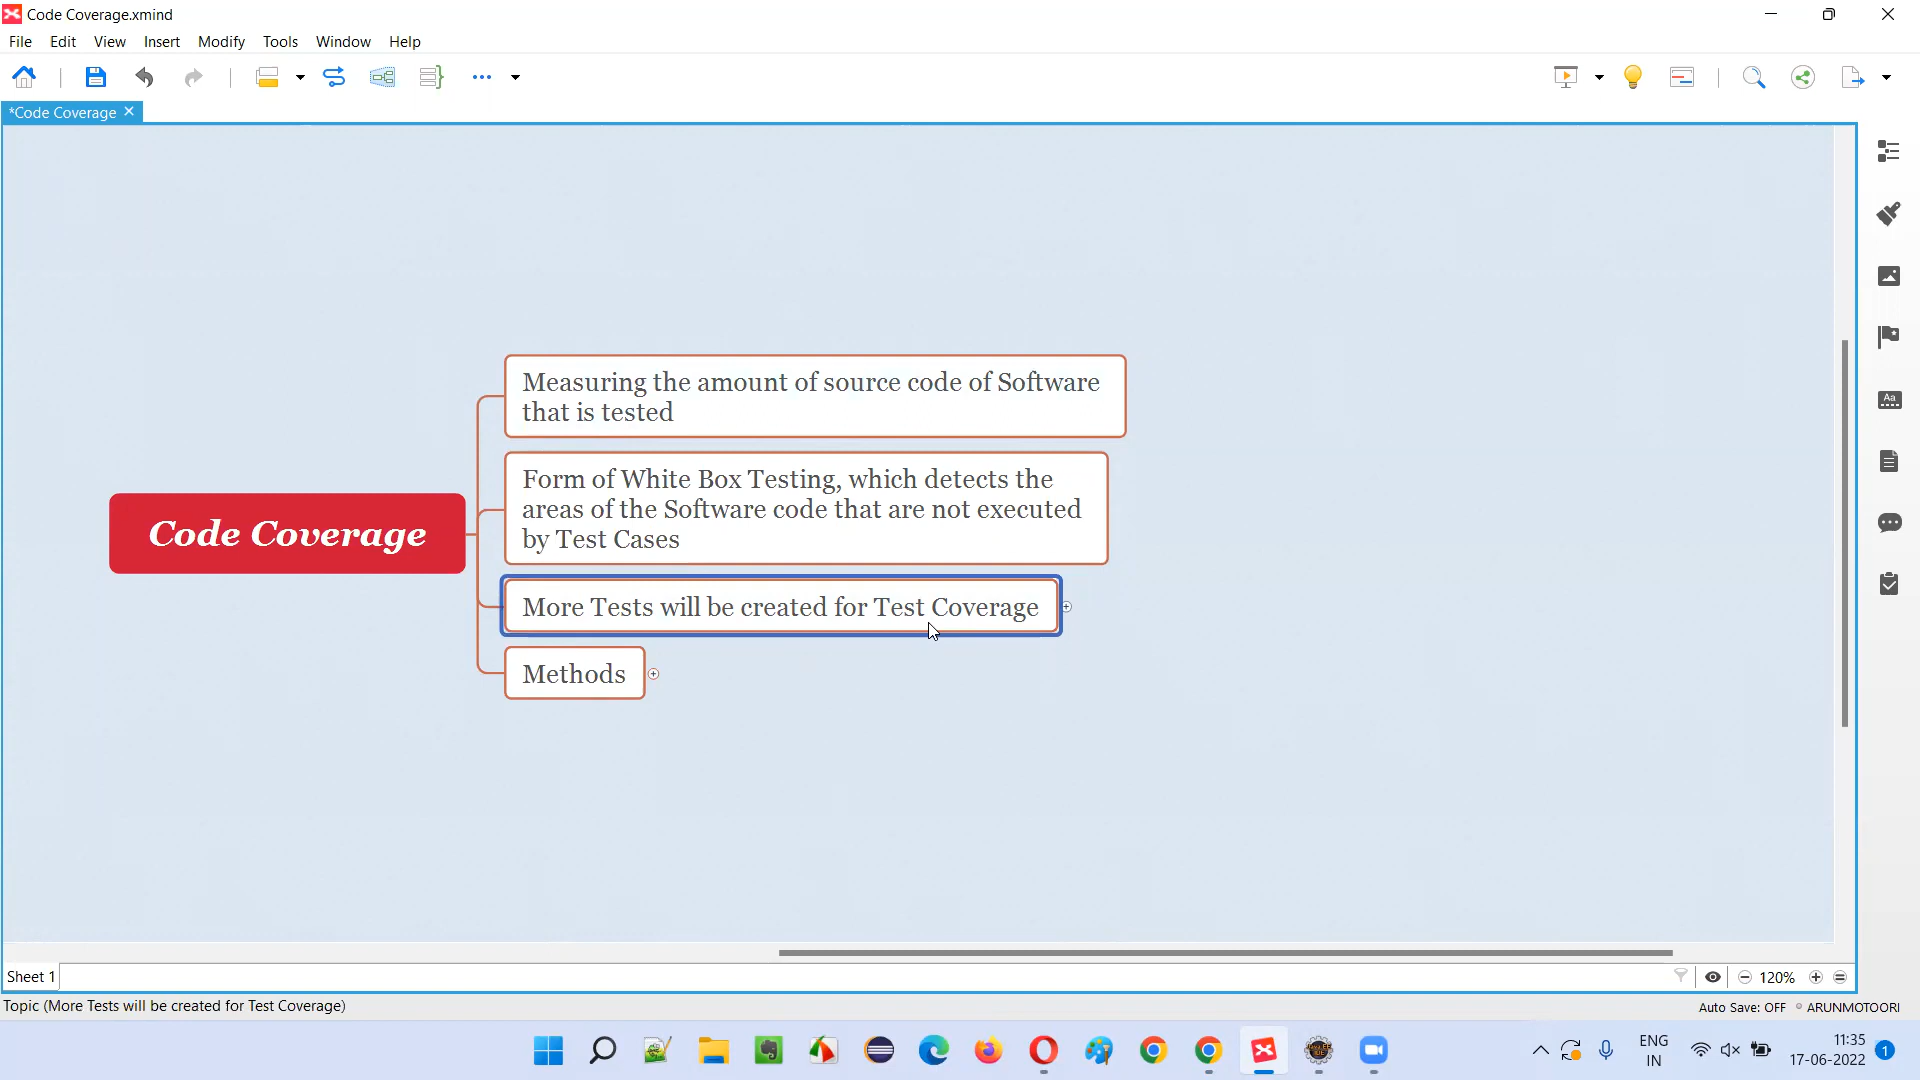 Code Coverage.xmind
File Edit View Insert Modify Tools Window Help
*Code Coverage
Measuring the amount of source code of Software
that is tested
Form of White Box Testing, which detects the
areas of the Software code that are not executed
by Test Cases
Code Coverage
More Tests will be created for Test Coverage
Methods
Aa
Sheet 1
120%
Topic (More Tests will be created for Test Coverage)
Auto Save: OFF
ARUNMOTOORI
ENG
IN
11:35
17-06-2022
1